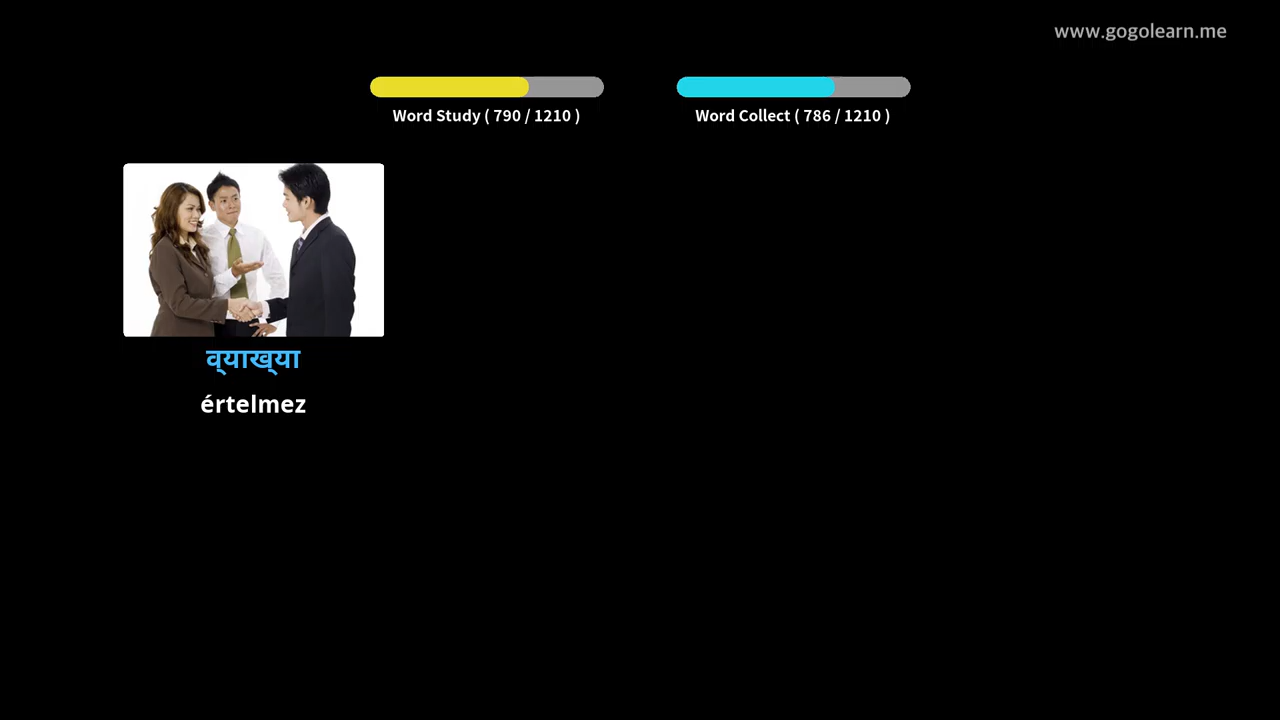 www.gogolearn.me
Word Study ( 790 / 1210 )
Word Collect ( 786 / 1210 )
व्याख्या
értelmez